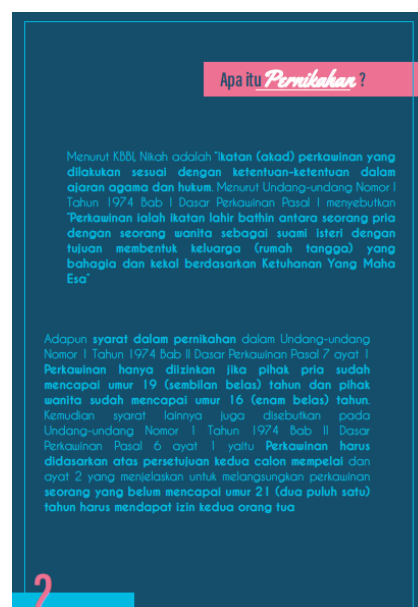 Apa itu Pernikahan ?
Menurut KBBI, Nikah adalah "Ikatan (akad) perkawinan yang
dilakukan sesuai dengan ketentuan-ketentuan dalam
ajaran agama dan hukum. Menurut Undang-undang Nomor 1
Tahun 1974 Bab I Dasar Perkawinan Pasal 1 menyebutkan
"Perkawinan ialah ikatan lahir bathin antara seorang pria
dengan seorang wanita sebagai suami isteri dengan
tujuan membentuk keluarga (rumah tangga) yang
bahagia dan kekal berdasarkan Ketuhanan Yang Maha
Esa"
Adapun syarat dalam pernikahan dalam Undang-undang
Nomor 1 Tahun 1974 Bab II Dasar Perkawinan Pasal 7 ayat 1
Perkawinan hanya diizinkan jika pihak pria sudah
mencapai umur 19 (sembilan belas) tahun dan pihak
wanita sudah mencapai umur 16 (enam belas) tahun.
Kemudian syarat lainnya juga disebutkan pada
Undang-undang Nomor 1 Tahun 1974 Bab II Dasar
Perkawinan Pasal 6 ayat 1 yaitu Perkawinan harus
didasarkan atas persetujuan kedua calon mempelai dan
ayat 2 yang menjelaskan untuk melangsungkan perkawinan
seorang yang belum mencapai umur 21 (dua puluh satu)
tahun harus mendapat izin kedua orang tua
2